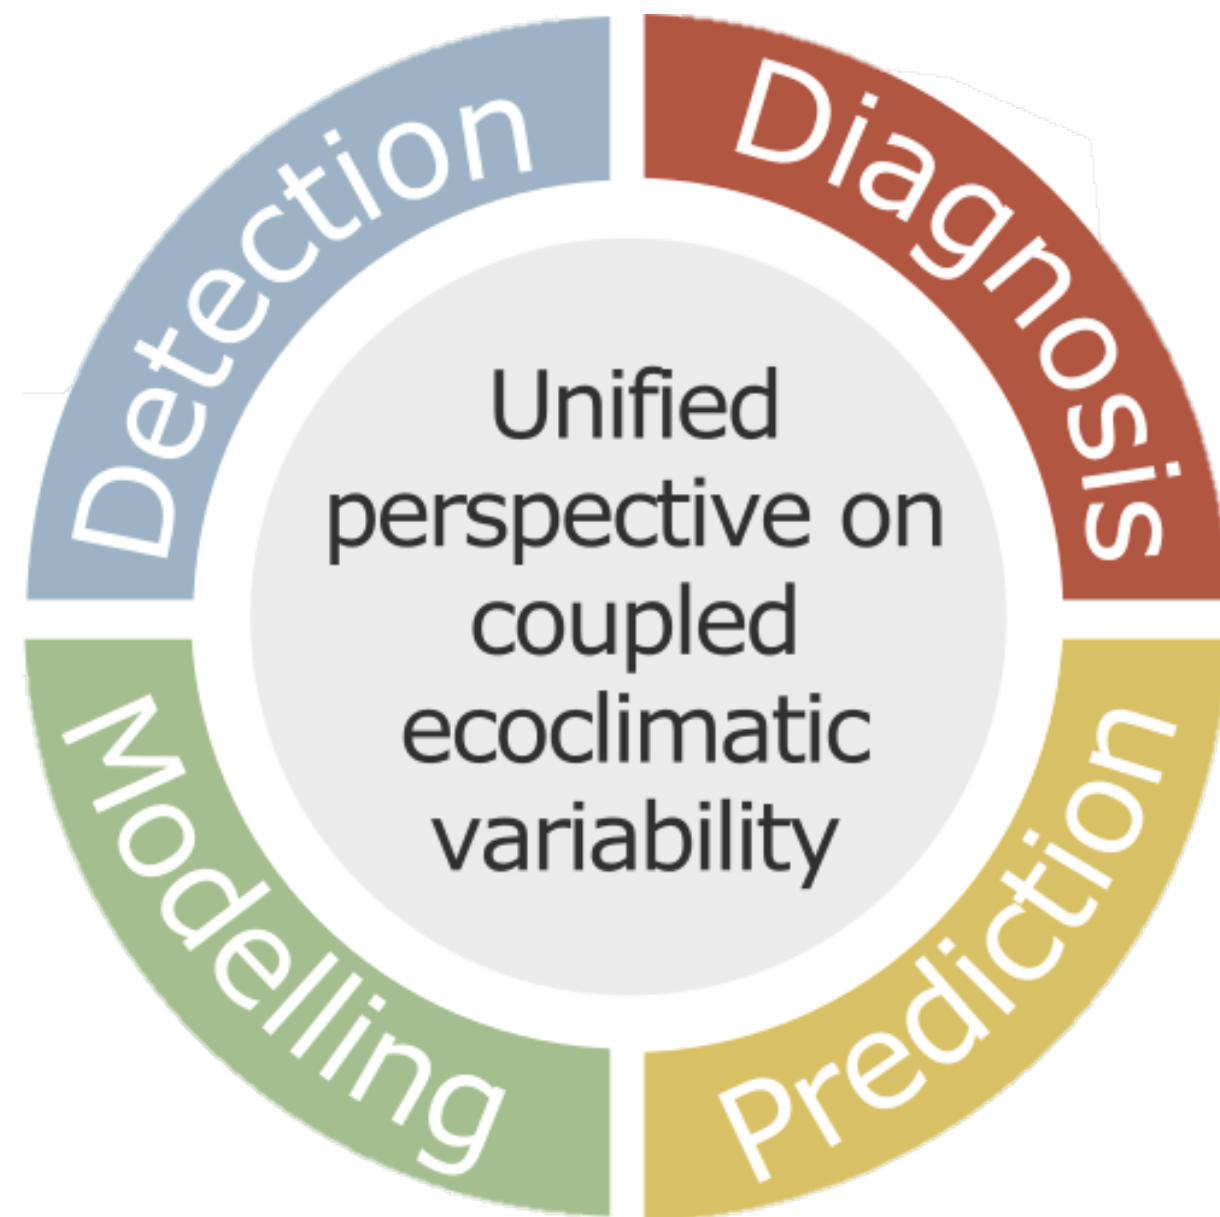 Detection
Diagnosis
Unified
perspective on
coupled
ecoclimatic
variability
Modelling
Prediction